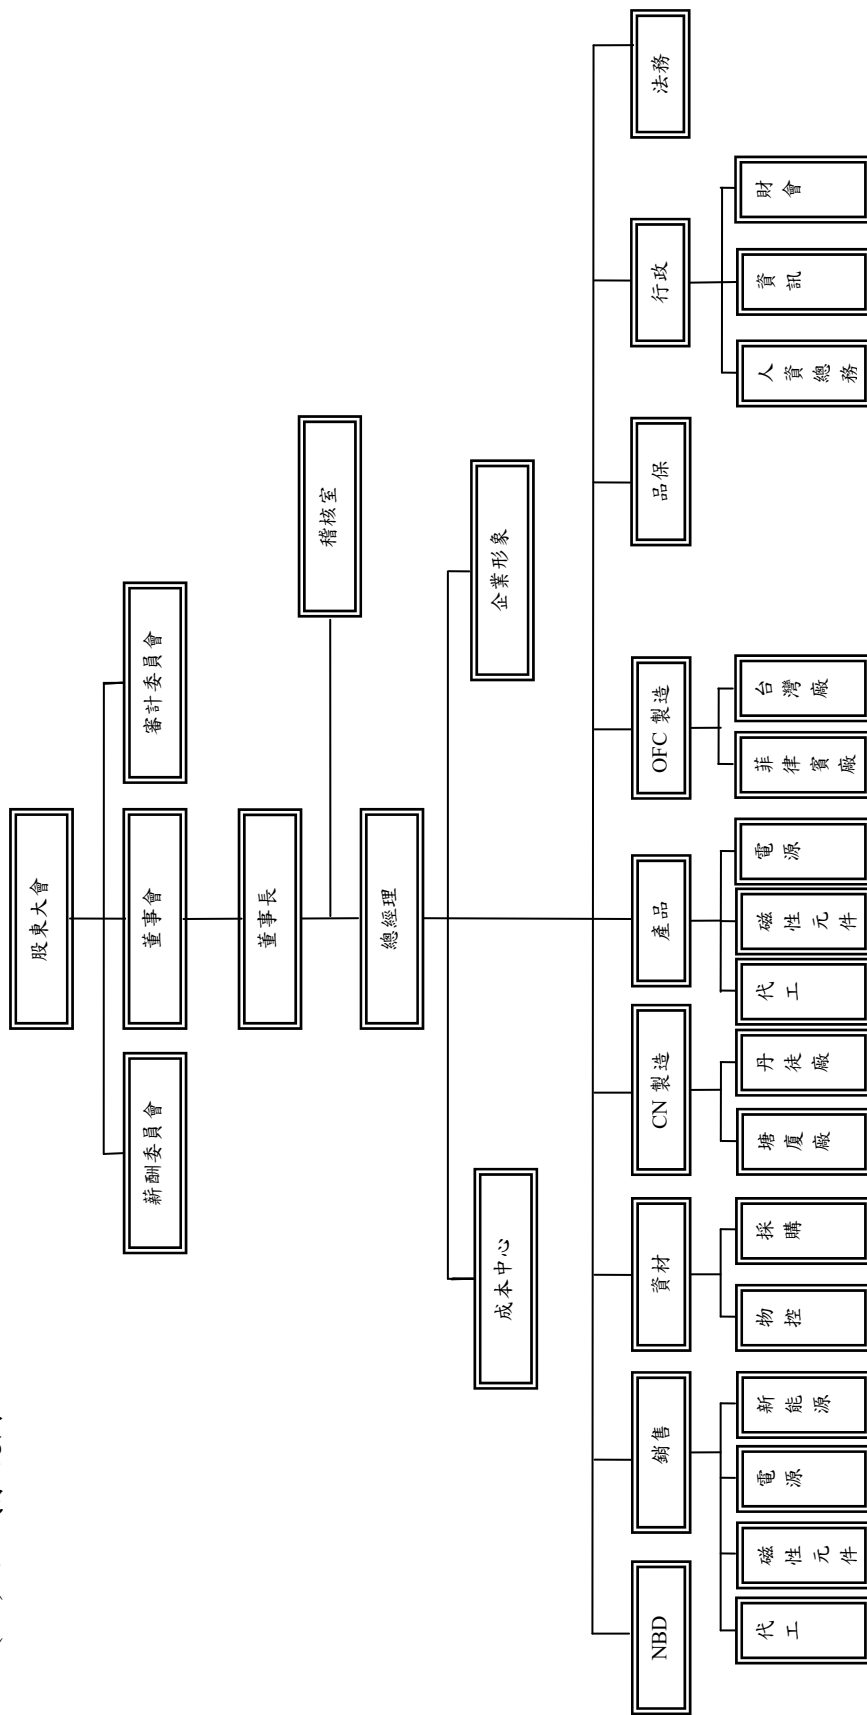 股東大會
薪酬委員會
董事會
審計委員會
董事長
稽核室
總經理
成本中心
企業形象
NBD
銷售
資材
CN 製造
產品
OFC 製造
品保
行政
法務
代工
磁性元件
電源
新能源
物控
採購
塘廈廠
丹徒廠
代工
磁性元件
電源
菲律賓廠
台灣廠
人資總務
資訊
財會